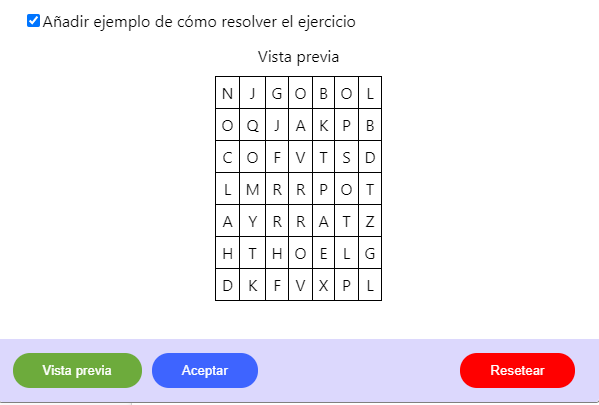 Añadir ejemplo de cómo resolver el ejercicio
Vista previa
N J G O B O L
O Q J A K P B
C O F V T S D
L M R R P O T
A Y R R A T Z
H T H O E L G
D K F V X P L
Vista previa Aceptar Resetear